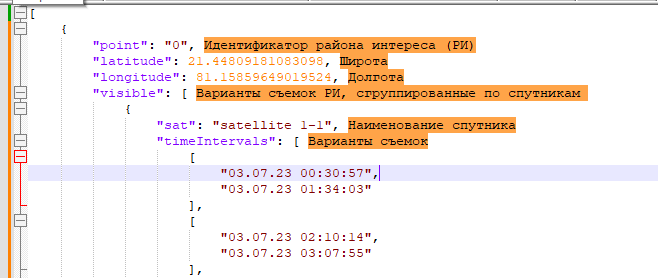 [
{
"point": "0", Идентификатор района интереса (РИ)
"latitude": 21.44809181083098, Широта
"longitude": 81.15859649019524, Долгота
"visible": [ Варианты съемок РИ, сгруппированные по спутникам
{
"sat": "satellite 1-1", Наименование спутника
"timeIntervals": [ Варианты съемок
[
"03.07.23 00:30:57",
"03.07.23 01:34:03"
],
[
"03.07.23 02:10:14",
"03.07.23 03:07:55"
],